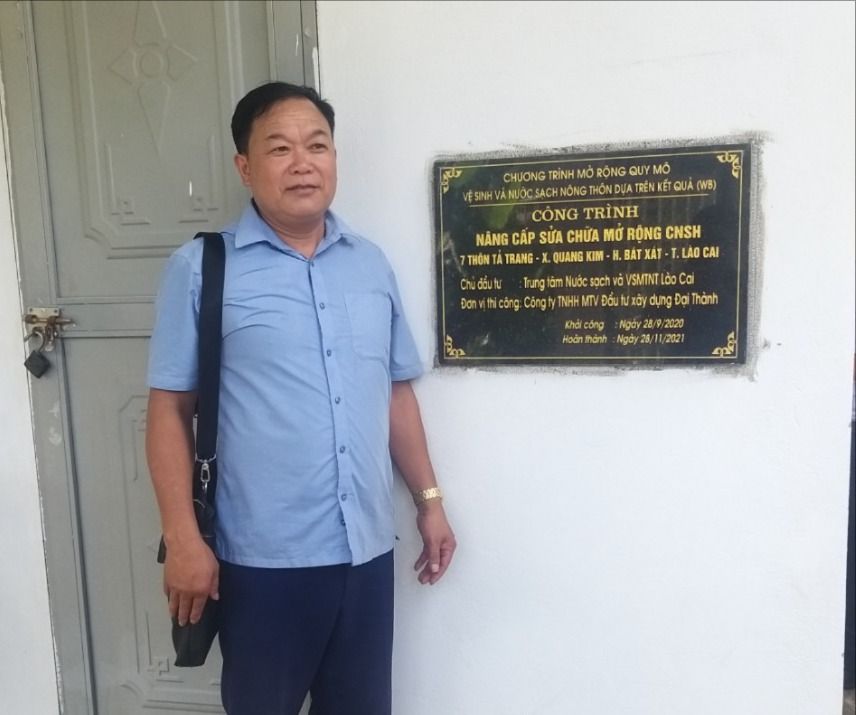 CHƯƠNG TRÌNH MỞ RỘNG QUY MÔ
VỆ SINH VÀ NƯỚC SẠCH NÔNG THÔN DỰA TRÊN KẾT QUẢ (WB)
CÔNG TRÌNH
NÂNG CẤP SỬA CHỮA MỞ RỘNG CNSH
7 THÔN TẢ TRANG - X. QUANG KIM - H. BÁT XÁT - T. LÀO CAI
Chủ đầu tư : Trung tâm Nước sạch và VSMTNT Lào Cai
Đơn vị thi công: Công ty TNHH MTV Đầu tư xây dựng Đại Thành
Khởi công : Ngày 28/9/2020
Hoàn thành : Ngày 28/11/2021